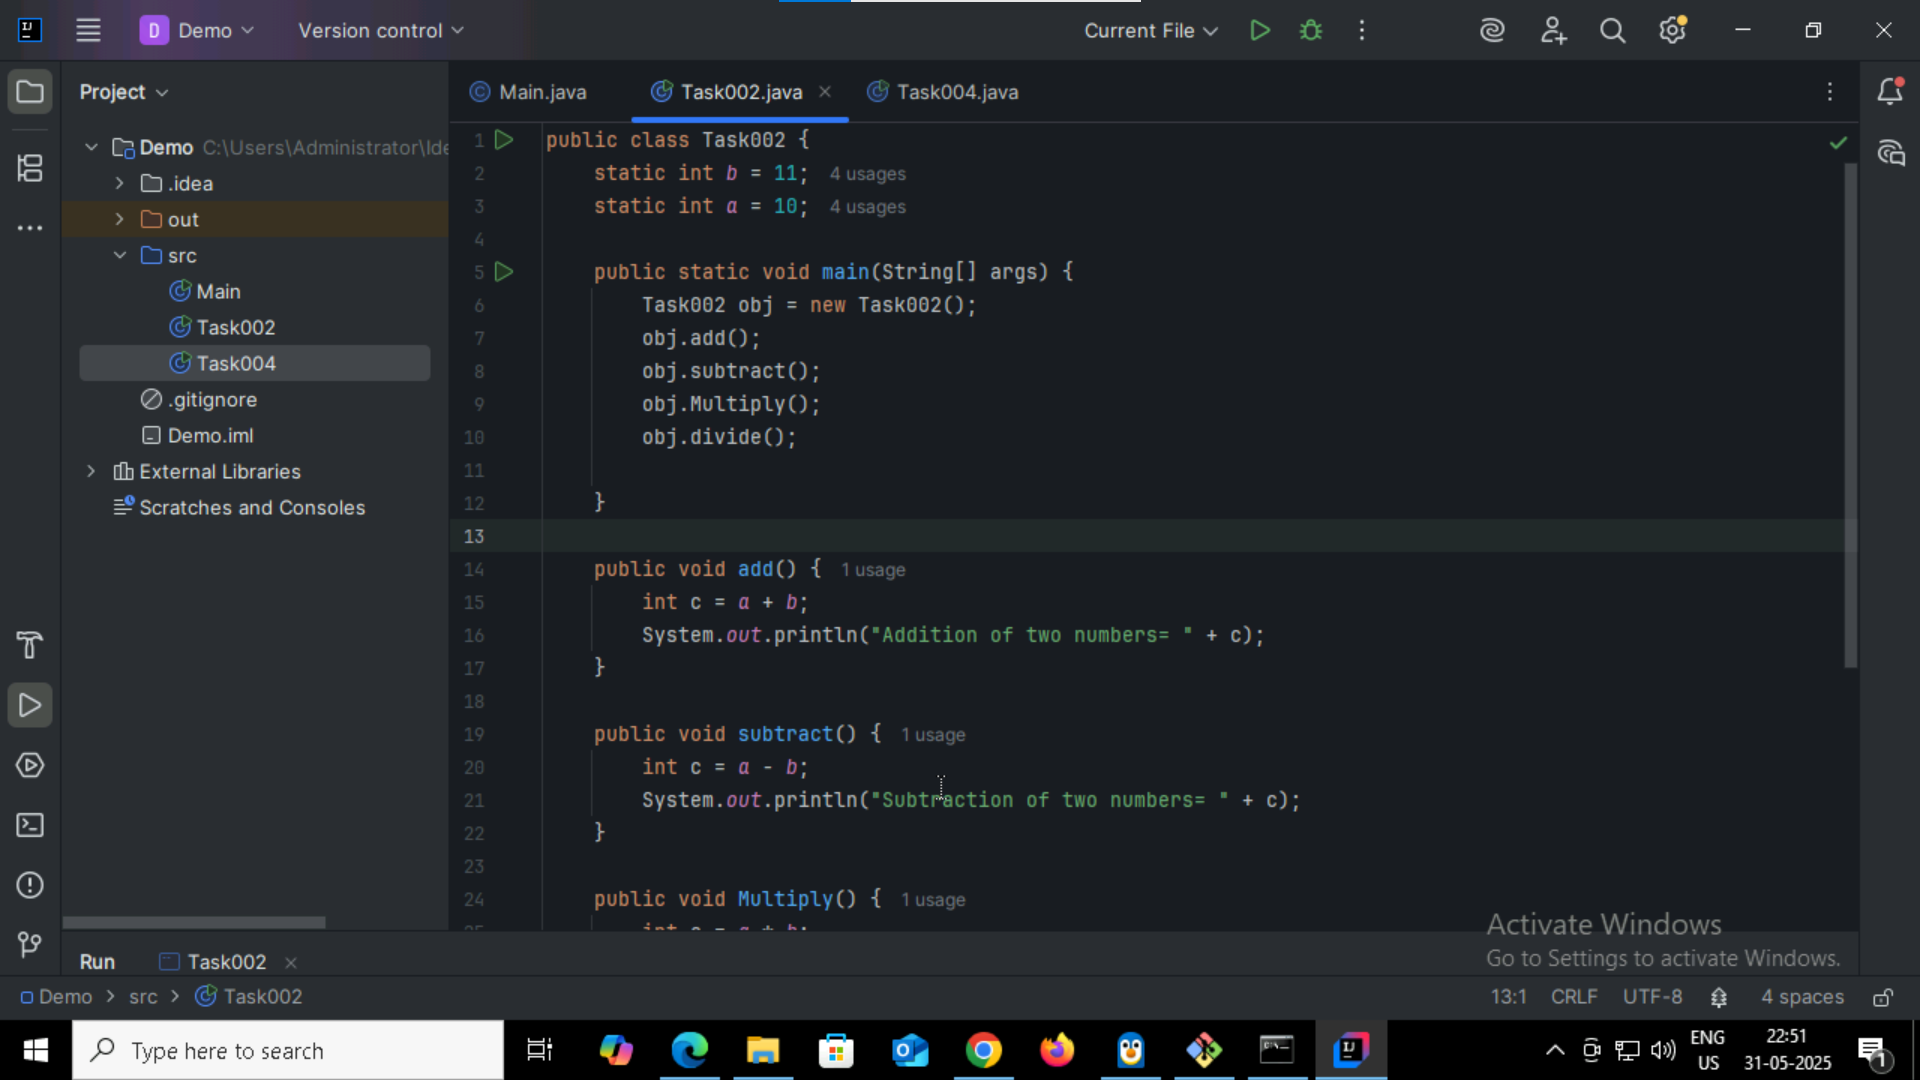 D Demo
Version control
Current File
Project
Main.java
Task002.java
Task004.java
Demo C:\Users\Administrator\Ide
.idea
out
src
Main
Task002
Task004
.gitignore
Demo.iml
External Libraries
Scratches and Consoles
1 public class Task002 {
2 static int b = 11; 4 usages
3 static int a = 10; 4 usages
4
5 public static void main(String[] args) {
6 Task002 obj = new Task002();
7 obj.add();
8 obj.subtract();
9 obj.Multiply();
10 obj.divide();
11
12 }
13
14 public void add() { 1 usage
15 int c = a + b;
16 System.out.println("Addition of two numbers= " + c);
17 }
18
19 public void subtract() { 1 usage
20 int c = a - b;
21 System.out.println("Subtraction of two numbers= " + c);
22 }
23
24 public void Multiply() { 1 usage
25 int c = a * b;
Activate Windows
Go to Settings to activate Windows.
Run Task002
Demo > src > Task002
13:1 CRLF UTF-8 4 spaces
Type here to search
ENG
US
22:51
31-05-2025
1